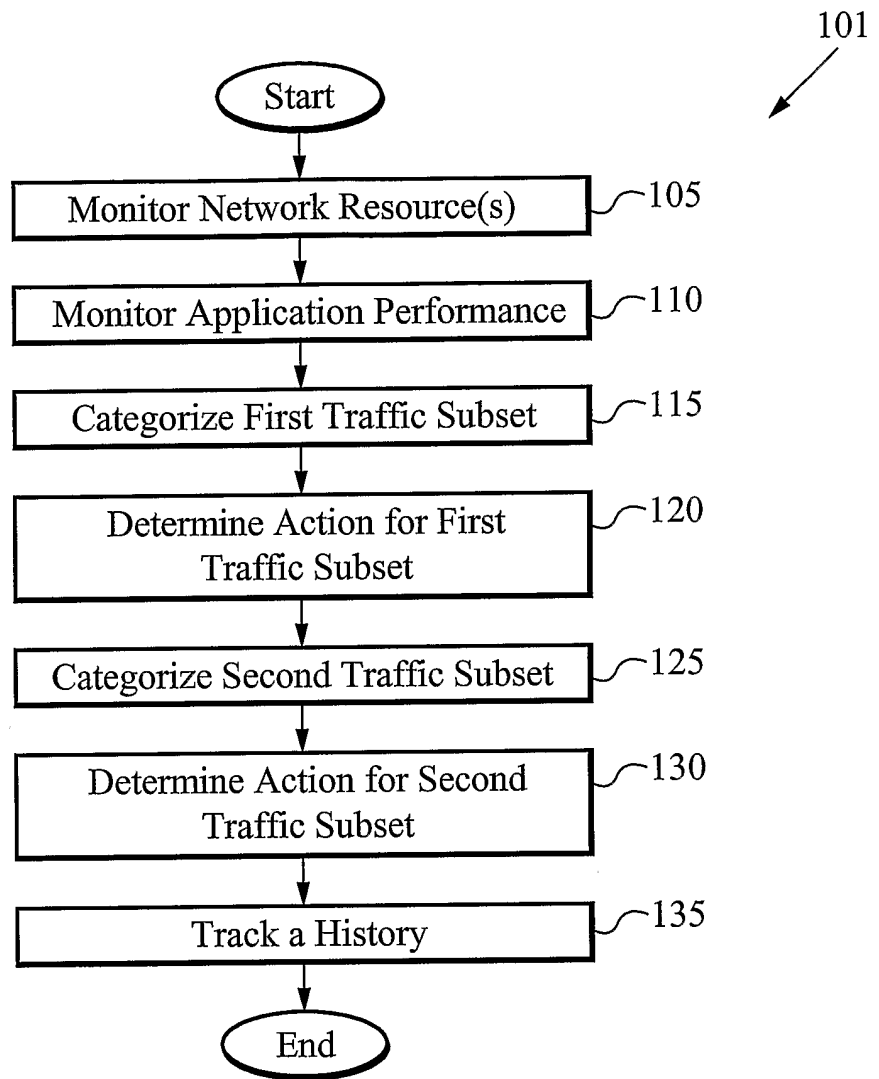 101
Start
Monitor Network Resource(s)
105
Monitor Application Performance
110
Categorize First Traffic Subset
115
Determine Action for First
Traffic Subset
120
Categorize Second Traffic Subset
125
Determine Action for Second
Traffic Subset
130
Track a History
135
End